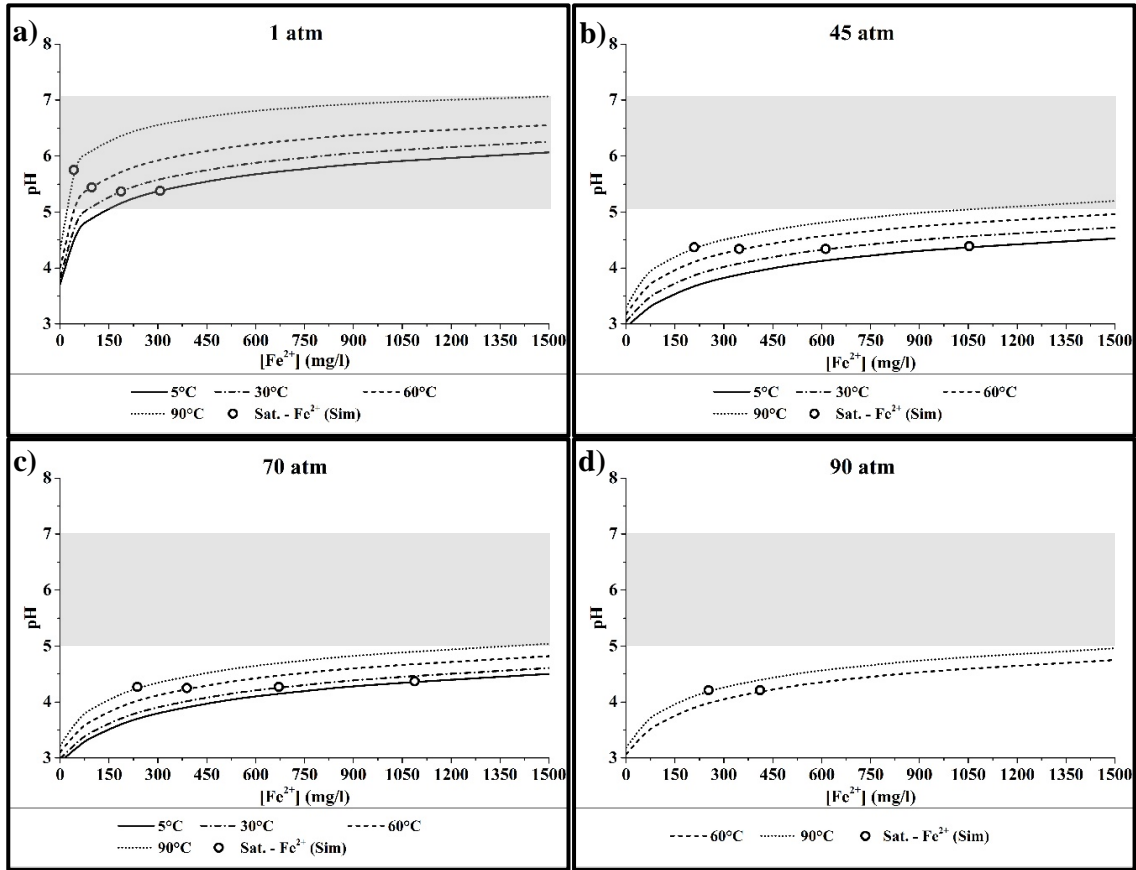 a)
1 atm
8
7
6
5
4
3
pH
0 150 300 450 600 750 900 1050 1200 1350 1500
[Fe²⁺] (mg/l)
5°C 30°C 60°C
90°C Sat. - Fe²⁺ (Sim)
b)
45 atm
8
7
6
5
4
3
pH
0 150 300 450 600 750 900 1050 1200 1350 1500
[Fe²⁺] (mg/l)
5°C 30°C 60°C
90°C Sat. - Fe²⁺ (Sim)
c)
70 atm
8
7
6
5
4
3
pH
0 150 300 450 600 750 900 1050 1200 1350 1500
[Fe²⁺] (mg/l)
5°C 30°C 60°C
90°C Sat. - Fe²⁺ (Sim)
d)
90 atm
8
7
6
5
4
3
pH
0 150 300 450 600 750 900 1050 1200 1350 1500
[Fe²⁺] (mg/l)
60°C 90°C Sat. - Fe²⁺ (Sim)